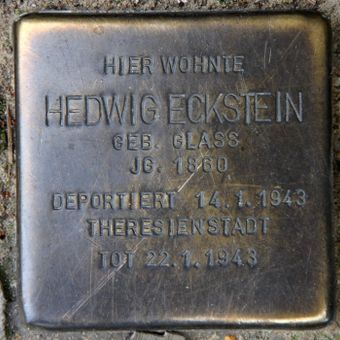 HIER WOHNTE
HEDWIG ECKSTEIN
GEB. GLASS
JG. 1860
DEPORTIERT 14.1.1943
THERESIENSTADT
TOT 22.1.1943